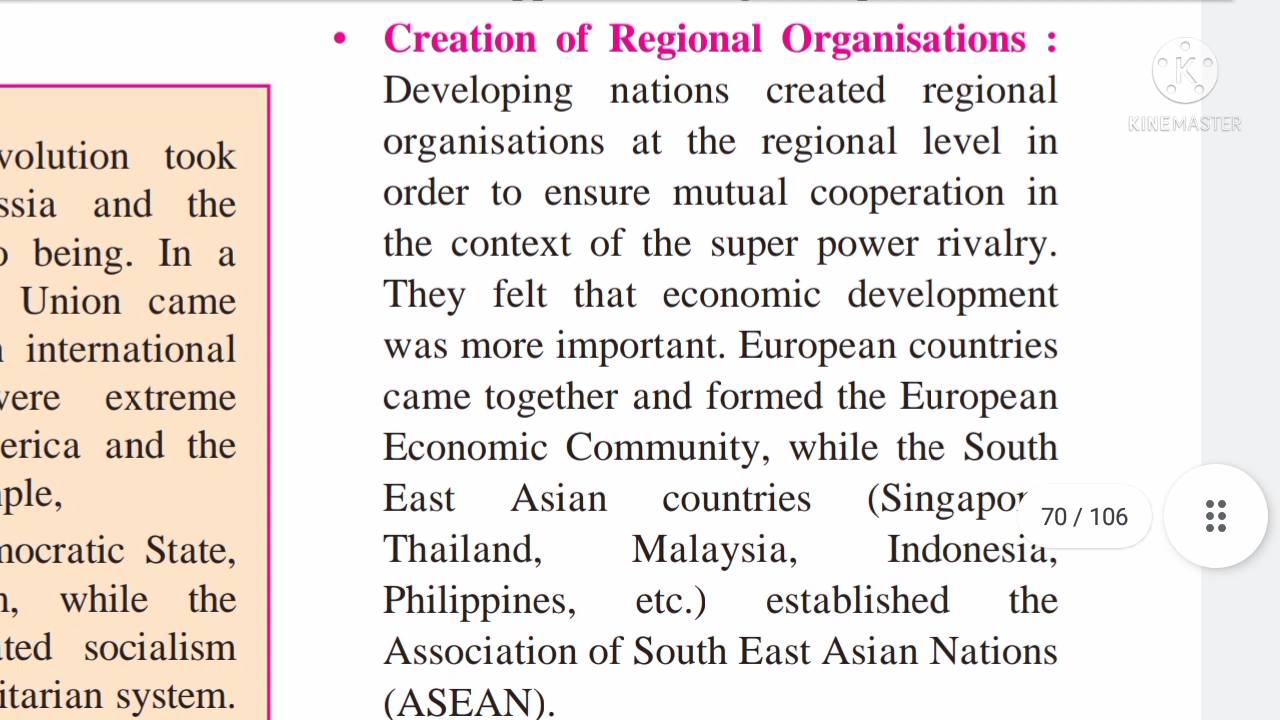 volution took
ssia and the
o being. In a
Union came
n international
were extreme
erica and the
ple,
mocratic State,
n, while the
ated socialism
itarian system.
• Creation of Regional Organisations :
Developing nations created regional
organisations at the regional level in
order to ensure mutual cooperation in
the context of the super power rivalry.
They felt that economic development
was more important. European countries
came together and formed the European
Economic Community, while the South
East Asian countries (Singapor
Thailand, Malaysia, Indonesia,
Philippines, etc.) established the
Association of South East Asian Nations
(ASEAN).
K
KINEMASTER
70 / 106